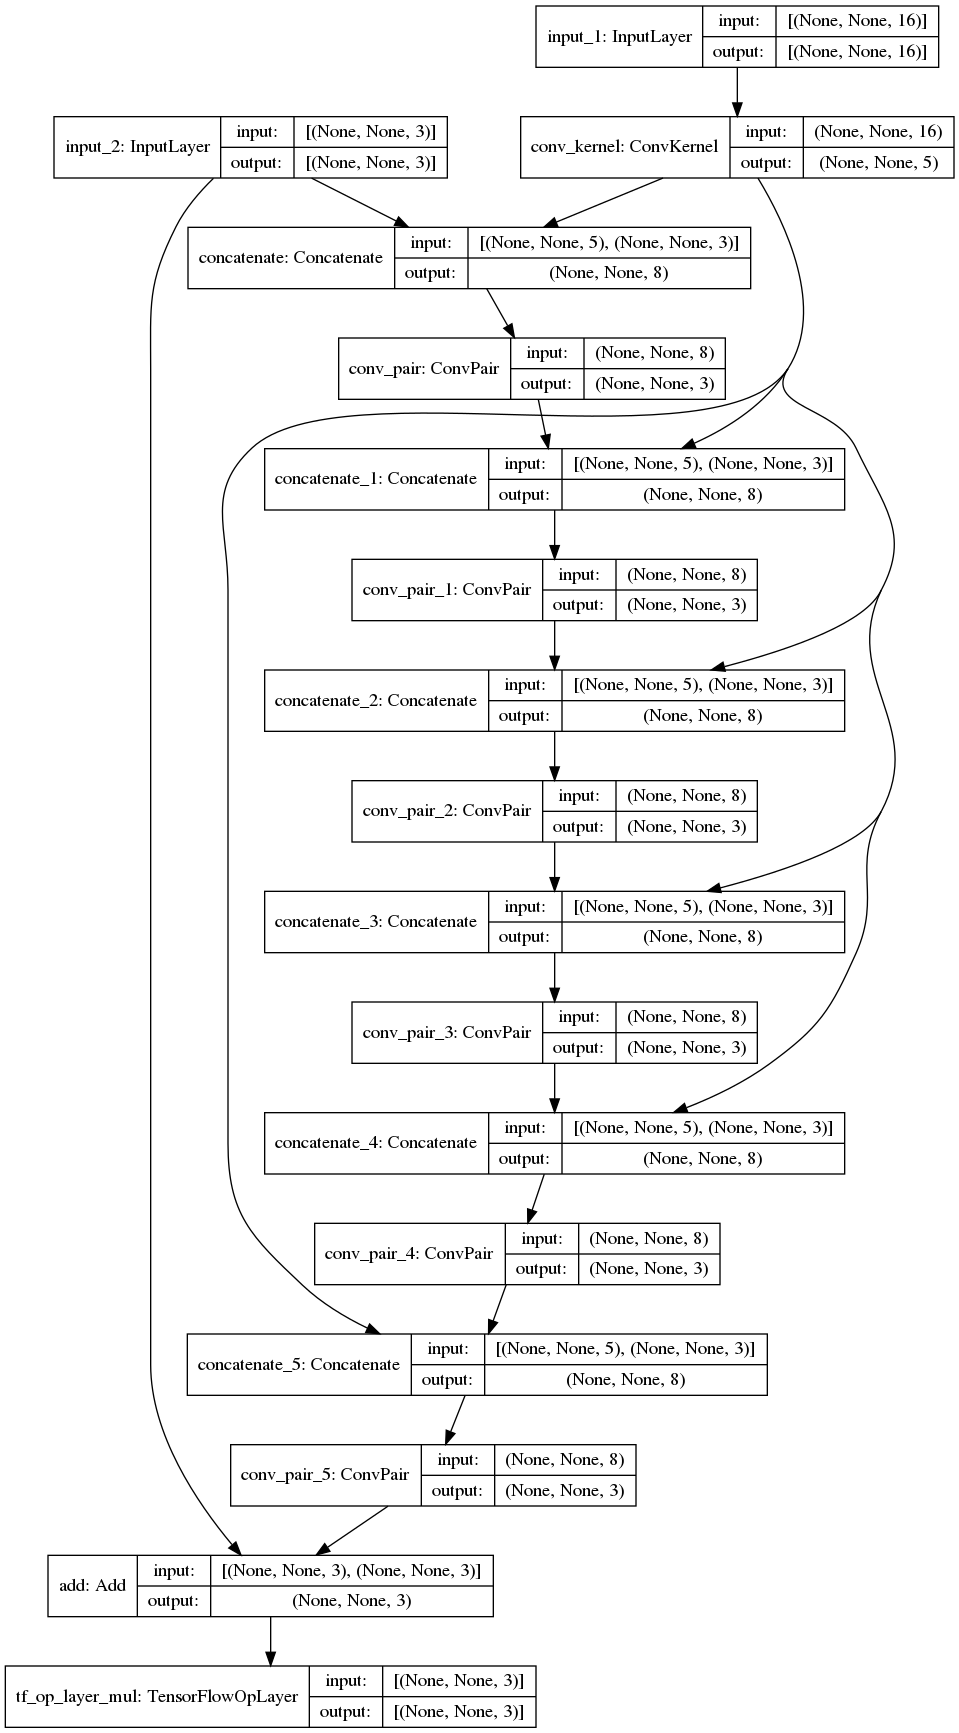 input_1: InputLayer
input: [(None, None, 16)]
output: [(None, None, 16)]
input_2: InputLayer
input: [(None, None, 3)]
output: [(None, None, 3)]
conv_kernel: ConvKernel
input: (None, None, 16)
output: (None, None, 5)
concatenate: Concatenate
input: [(None, None, 5), (None, None, 3)]
output: (None, None, 8)
conv_pair: ConvPair
input: (None, None, 8)
output: (None, None, 3)
concatenate_1: Concatenate
input: [(None, None, 5), (None, None, 3)]
output: (None, None, 8)
conv_pair_1: ConvPair
input: (None, None, 8)
output: (None, None, 3)
concatenate_2: Concatenate
input: [(None, None, 5), (None, None, 3)]
output: (None, None, 8)
conv_pair_2: ConvPair
input: (None, None, 8)
output: (None, None, 3)
concatenate_3: Concatenate
input: [(None, None, 5), (None, None, 3)]
output: (None, None, 8)
conv_pair_3: ConvPair
input: (None, None, 8)
output: (None, None, 3)
concatenate_4: Concatenate
input: [(None, None, 5), (None, None, 3)]
output: (None, None, 8)
conv_pair_4: ConvPair
input: (None, None, 8)
output: (None, None, 3)
concatenate_5: Concatenate
input: [(None, None, 5), (None, None, 3)]
output: (None, None, 8)
conv_pair_5: ConvPair
input: (None, None, 8)
output: (None, None, 3)
add: Add
input: [(None, None, 3), (None, None, 3)]
output: (None, None, 3)
tf_op_layer_mul: TensorFlowOpLayer
input: [(None, None, 3)]
output: [(None, None, 3)]